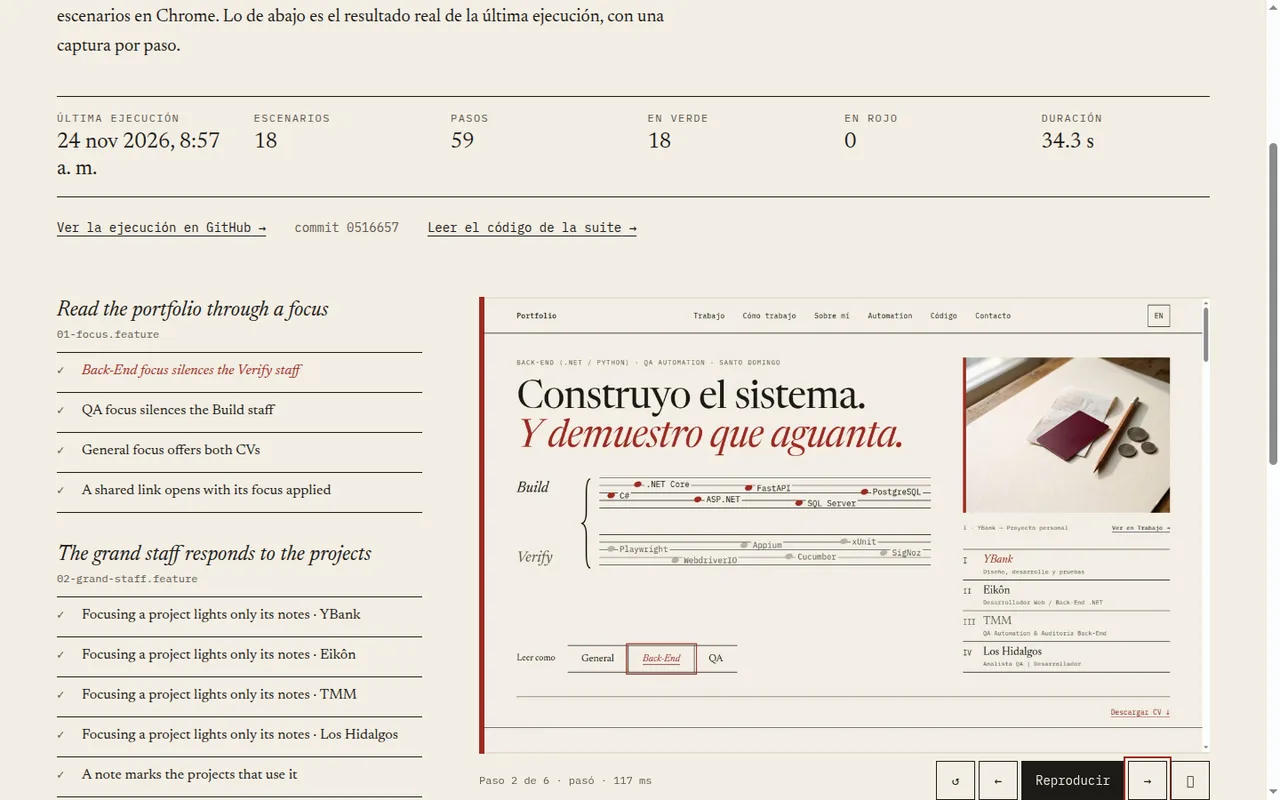 escenarios en Chrome. Lo de abajo es el resultado real de la última ejecución, con una
captura por paso.
ÚLTIMA EJECUCIÓN
24 nov 2026, 8:57
a. m.
ESCENARIOS
18
PASOS
59
EN VERDE
18
EN ROJO
0
DURACIÓN
34.3 s
Ver la ejecución en GitHub →
commit 0516657
Leer el código de la suite →
Read the portfolio through a focus
01-focus.feature
✓ Back-End focus silences the Verify staff
✓ QA focus silences the Build staff
✓ General focus offers both CVs
✓ A shared link opens with its focus applied
The grand staff responds to the projects
02-grand-staff.feature
✓ Focusing a project lights only its notes · YBank
✓ Focusing a project lights only its notes · Eikôn
✓ Focusing a project lights only its notes · TMM
✓ Focusing a project lights only its notes · Los Hidalgos
✓ A note marks the projects that use it
Portfolio
Trabajo Cómo trabajo Sobre mí Automation Código Contacto
EN
BACK-END (.NET / PYTHON) · QA AUTOMATION · SANTO DOMINGO
Construyo el sistema.
Y demuestro que aguanta.
Build
.NET Core
FastAPI
PostgreSQL
C#
ASP.NET
SQL Server
Verify
Playwright
Appium
xUnit
WebdriverIO
Cucumber
SigNoz
Leer como
General
Back-End
QA
I · YBank — Proyecto personal
Ver en Trabajo →
I YBank
Diseño, desarrollo y pruebas
II Eikôn
Desarrollador Web / Back-End .NET
III TMM
QA Automation & Auditoría Back-End
IV Los Hidalgos
Analista QA | Desarrollador
Descargar CV ↓
Paso 2 de 6 · pasó · 117 ms
↺ ← Reproducir →